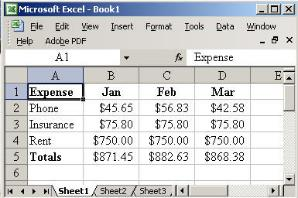 Microsoft Excel - Book1
File Edit View Insert Format Tools Data Window
Help Adobe PDF
A1 fx Expense
A B C D E
1 Expense Jan Feb Mar
2 Phone $45.65 $56.83 $42.58
3 Insurance $75.80 $75.80 $75.80
4 Rent $750.00 $750.00 $750.00
5 Totals $871.45 $882.63 $868.38
6
Sheet1 Sheet2 Sheet3